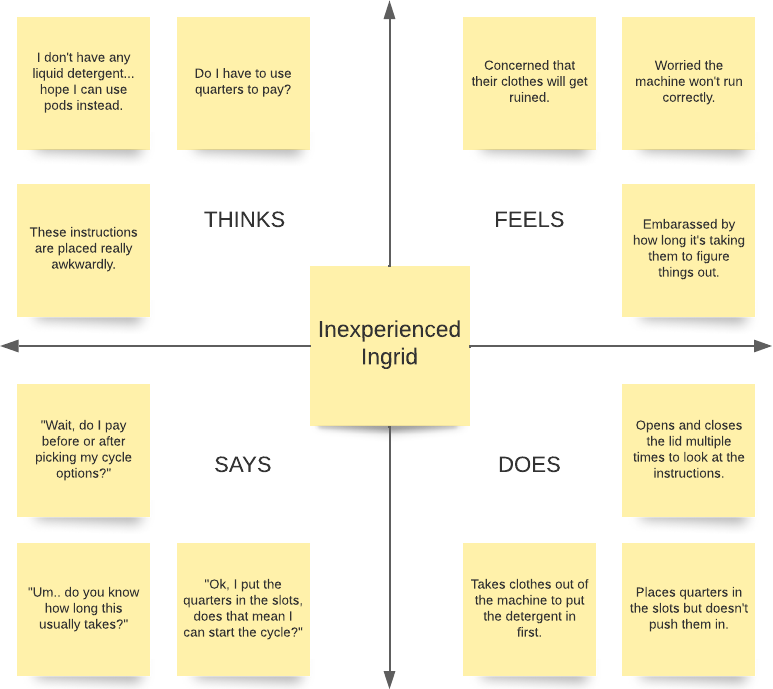 I don't have any
liquid detergent...
hope I can use
pods instead.
Do I have to use
quarters to pay?
These instructions
are placed really
awkwardly.
THINKS
Concerned that
their clothes will get
ruined.
Worried the
machine won't run
correctly.
FEELS
Embarassed by
how long it's taking
them to figure
things out.
Inexperienced
Ingrid
"Wait, do I pay
before or after
picking my cycle
options?"
SAYS
"Um.. do you know
how long this
usually takes?"
"Ok, I put the
quarters in the slots,
does that mean I
can start the cycle?"
DOES
Opens and closes
the lid multiple
times to look at the
instructions.
Takes clothes out of
the machine to put
the detergent in
first.
Places quarters in
the slots but doesn't
push them in.